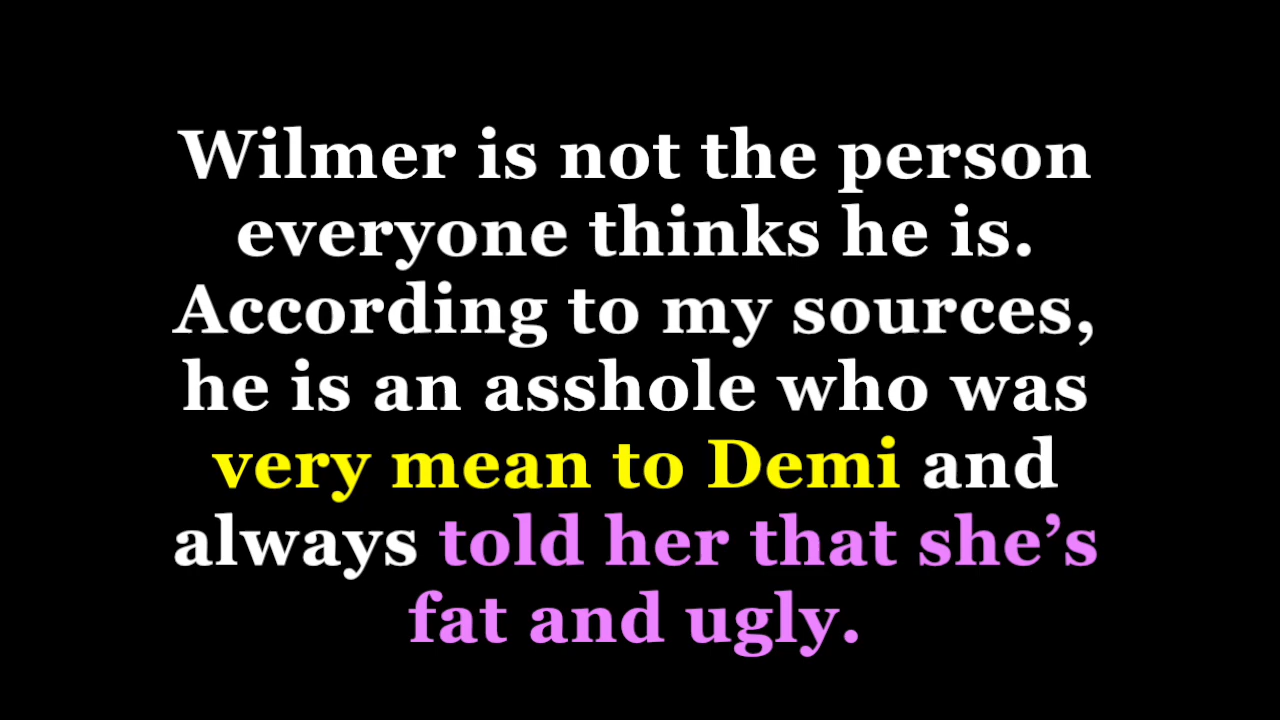 Wilmer is not the person
everyone thinks he is.
According to my sources,
he is an asshole who was
very mean to Demi and
always told her that she’s
fat and ugly.